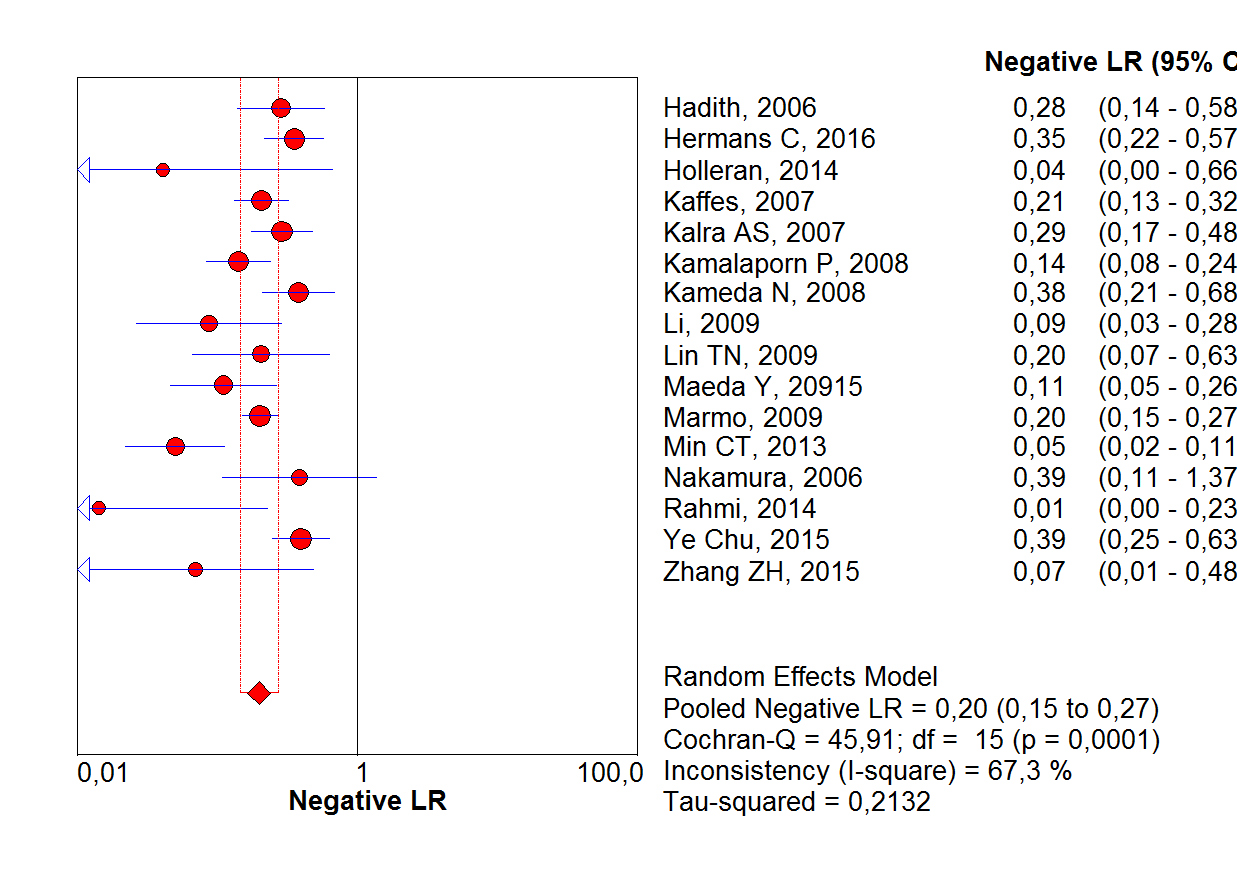 Negative LR (95% C
Hadith, 2006 0,28 (0,14 - 0,58
Hermans C, 2016 0,35 (0,22 - 0,57
Holleran, 2014 0,04 (0,00 - 0,66
Kaffes, 2007 0,21 (0,13 - 0,32
Kalra AS, 2007 0,29 (0,17 - 0,48
Kamalaporn P, 2008 0,14 (0,08 - 0,24
Kameda N, 2008 0,38 (0,21 - 0,68
Li, 2009 0,09 (0,03 - 0,28
Lin TN, 2009 0,20 (0,07 - 0,63
Maeda Y, 20915 0,11 (0,05 - 0,26
Marmo, 2009 0,20 (0,15 - 0,27
Min CT, 2013 0,05 (0,02 - 0,11
Nakamura, 2006 0,39 (0,11 - 1,37
Rahmi, 2014 0,01 (0,00 - 0,23
Ye Chu, 2015 0,39 (0,25 - 0,63
Zhang ZH, 2015 0,07 (0,01 - 0,48
Random Effects Model
Pooled Negative LR = 0,20 (0,15 to 0,27)
Cochran-Q = 45,91; df = 15 (p = 0,0001)
Inconsistency (I-square) = 67,3 %
Tau-squared = 0,2132
0,01 1 100,0
Negative LR